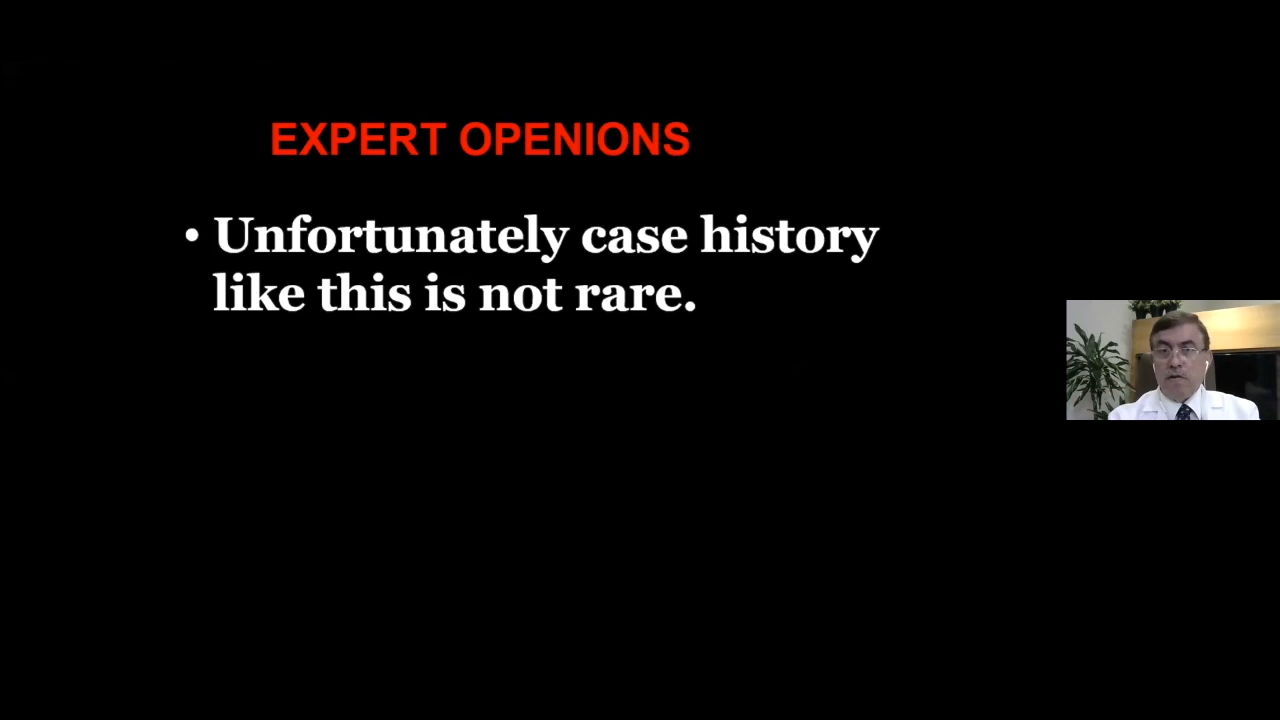 EXPERT OPENIONS
• Unfortunately case history
like this is not rare.